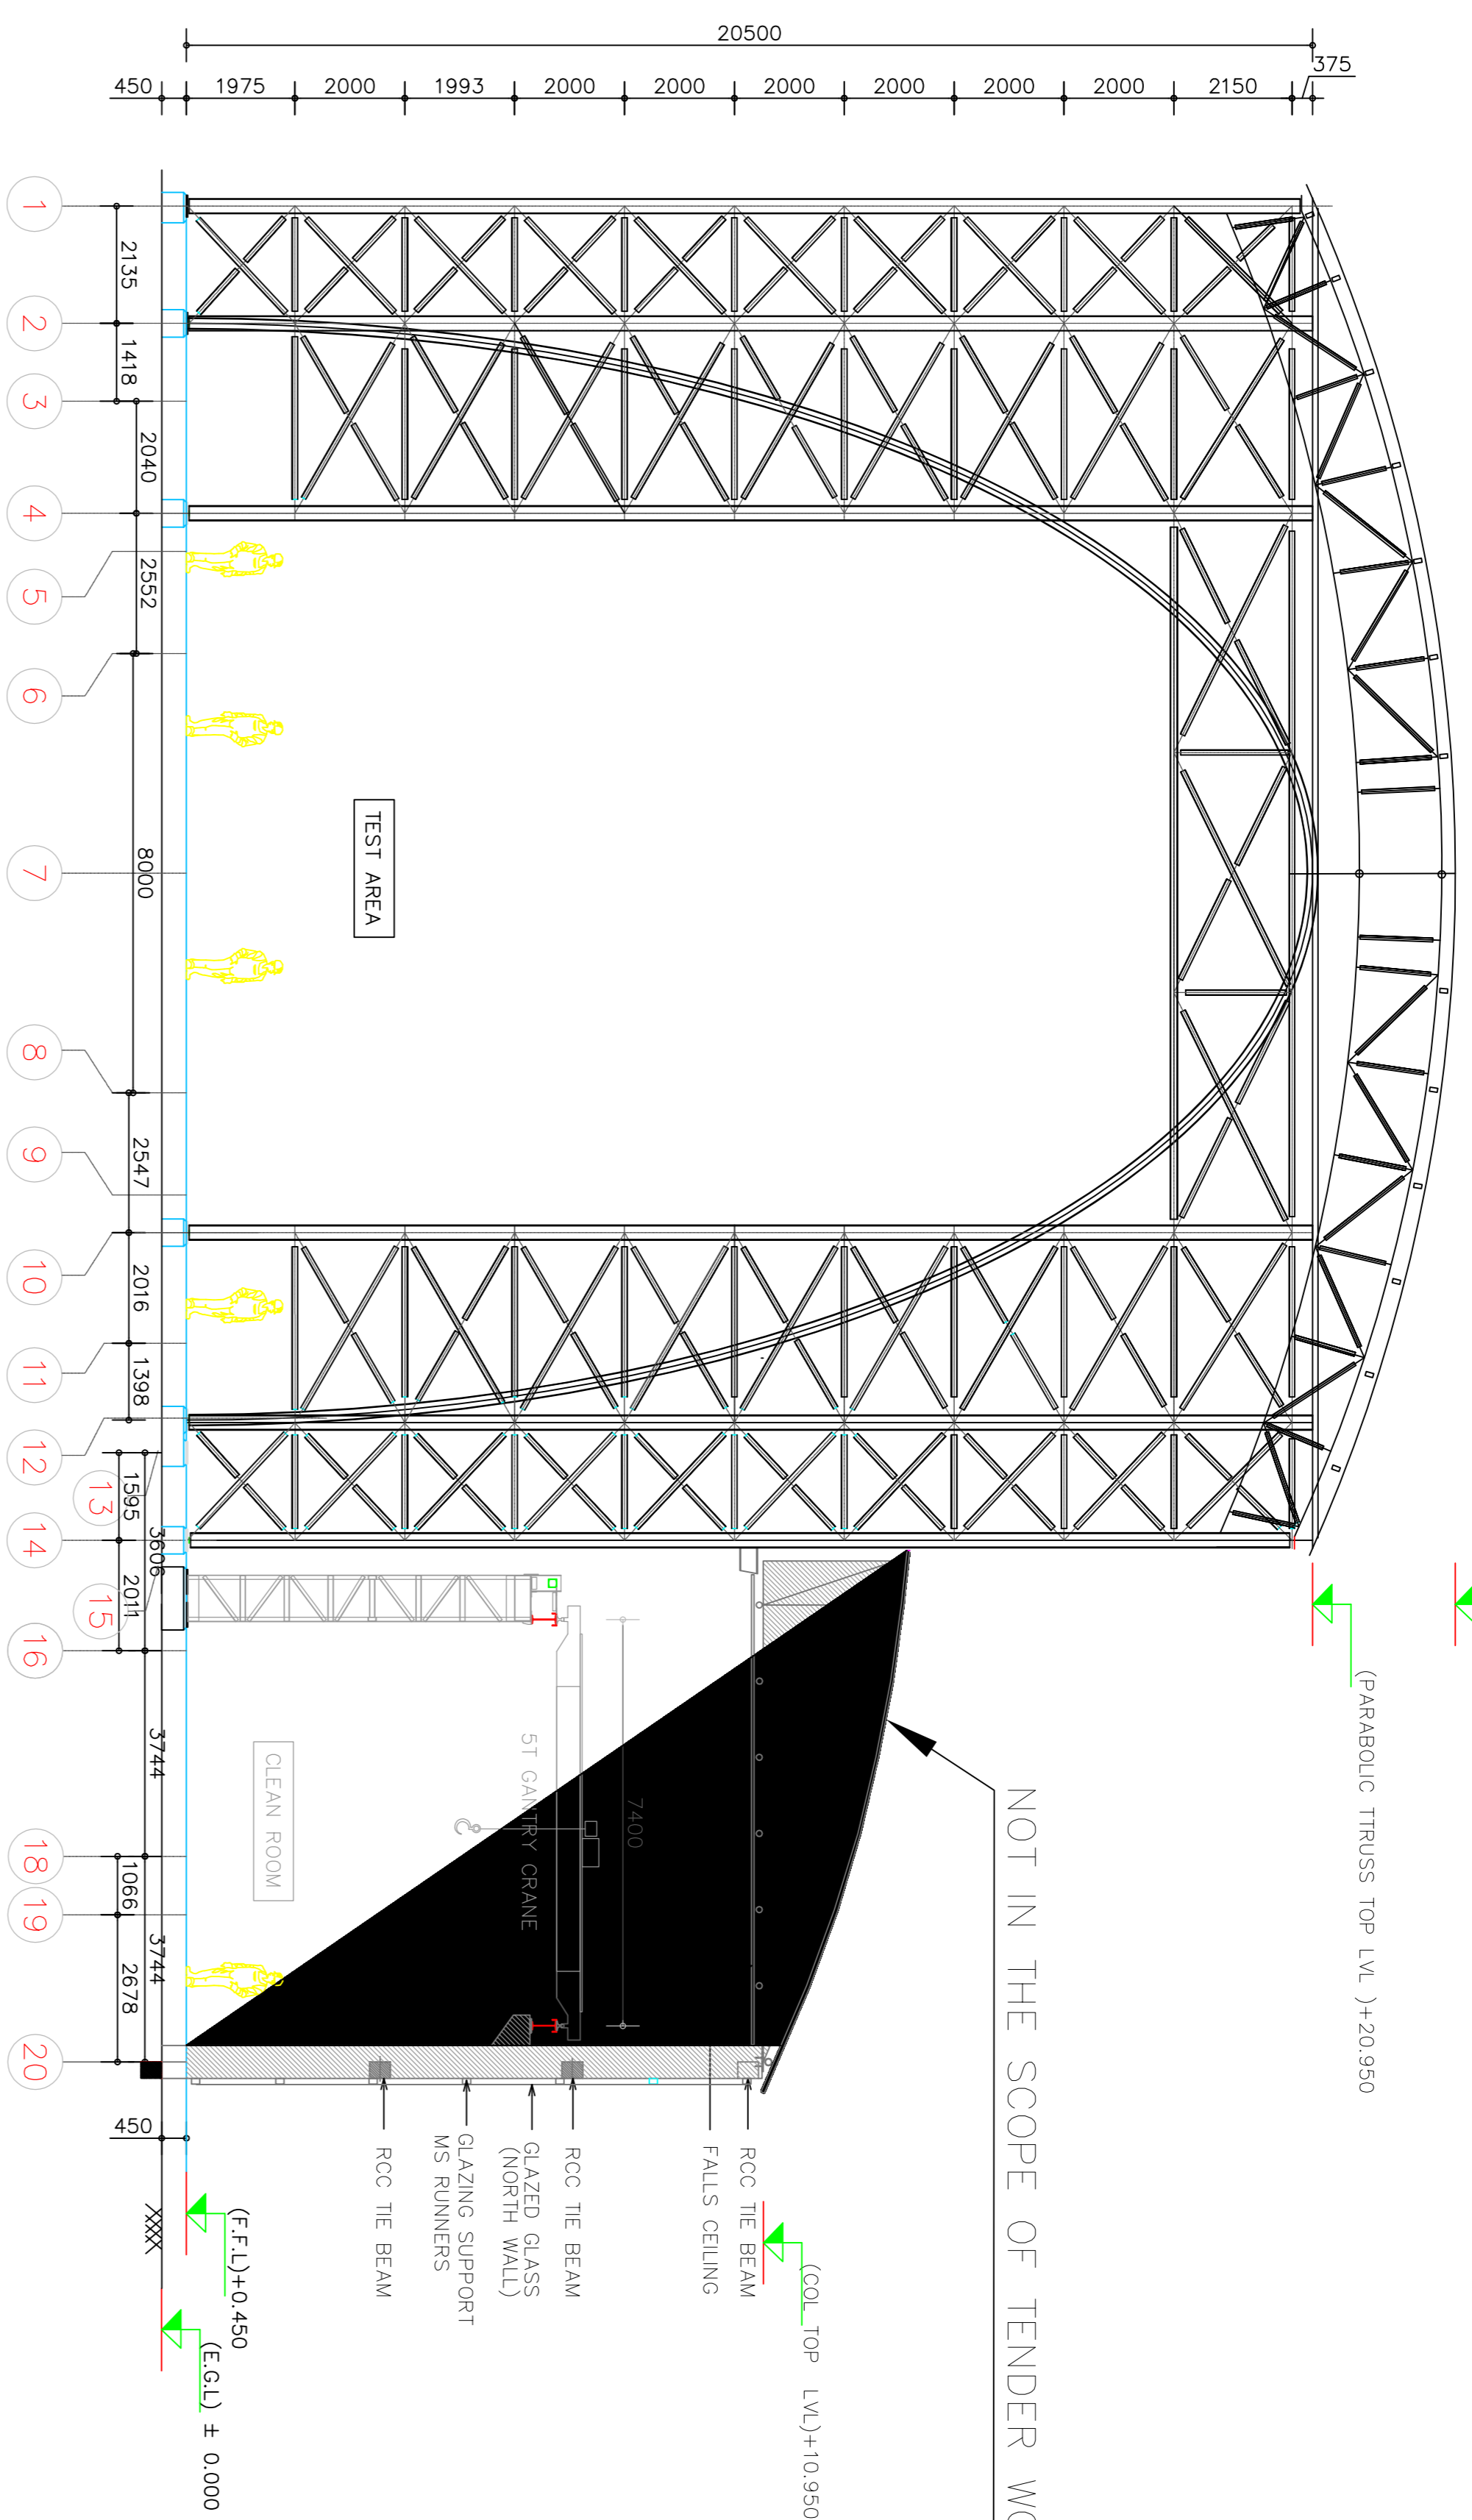 20500
375
450
1975
2000
1993
2000
2000
2000
2000
2000
2000
2150
1
2
3
4
5
6
7
8
9
10
11
12
13
14
15
16
18
19
20
2135
1418
2040
2552
8000
2547
2016
1398
1595
3606
2011
3744
1066
3744
2678
450
TEST AREA
CLEAN ROOM
5T GANTRY CRANE
7400
(PARABOLIC TTRUSS TOP LVL )+20.950
NOT IN THE SCOPE OF TENDER
(COL TOP LVL)+10.950
RCC TIE BEAM
FALLS CEILING
RCC TIE BEAM
GLAZED GLASS
(NORTH WALL)
GLAZING SUPPORT
MS RUNNERS
RCC TIE BEAM
(F.F.L)+0.450
(E.G.L) ± 0.000
XXXX